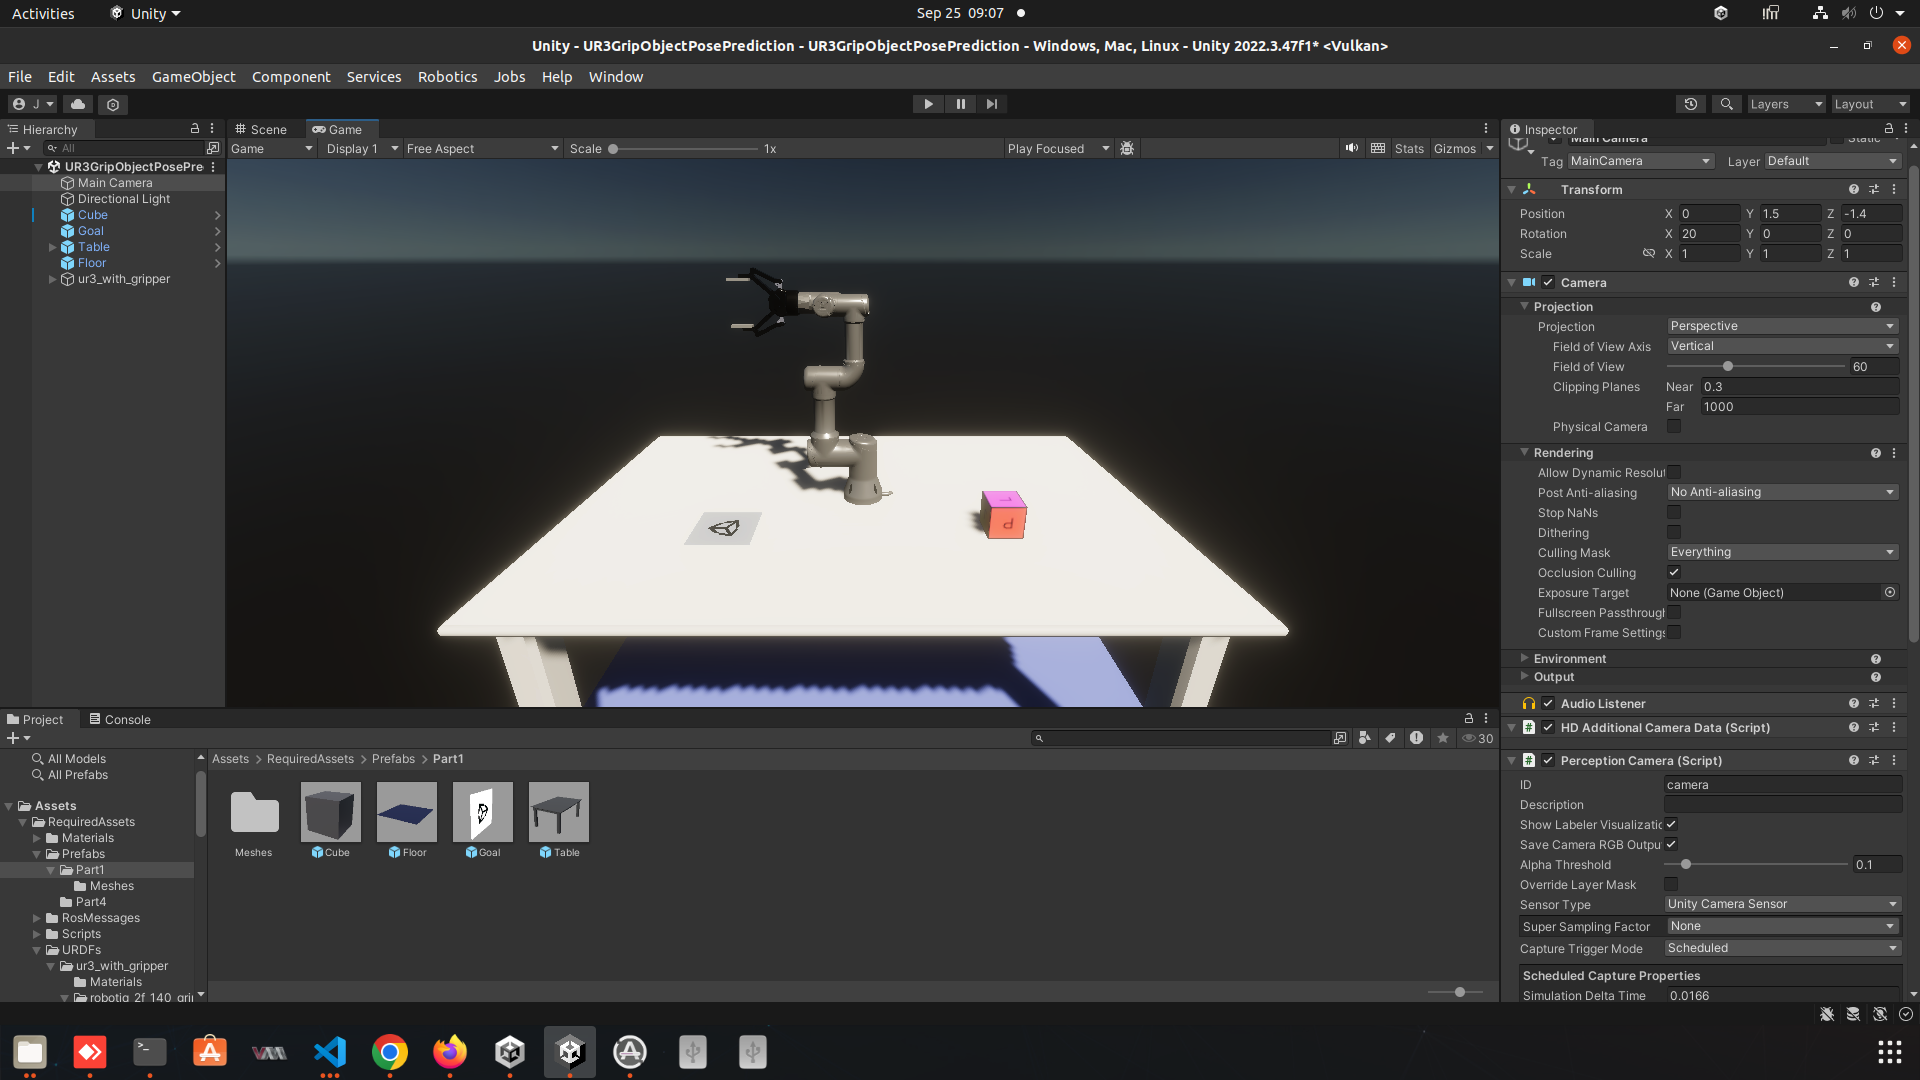 Activities
Unity
Sep 25 09:07
Unity - UR3GripObjectPosePrediction - UR3GripObjectPosePrediction - Windows, Mac, Linux - Unity 2022.3.47f1* <Vulkan>
File Edit Assets GameObject Component Services Robotics Jobs Help Window
J
Layers
Layout
Hierarchy
All
UR3GripObjectPosePre
Main Camera
Directional Light
Cube
Goal
Table
Floor
ur3_with_gripper
Scene
Game
Game
Display 1
Free Aspect
Scale
1x
Play Focused
Stats
Gizmos
1
P
Inspector
Main Camera
Static
Tag MainCamera
Layer Default
Transform
Position X 0 Y 1.5 Z -1.4
Rotation X 20 Y 0 Z 0
Scale X 1 Y 1 Z 1
Camera
Projection
Projection Perspective
Field of View Axis Vertical
Field of View 60
Clipping Planes Near 0.3
Far 1000
Physical Camera
Rendering
Allow Dynamic Resolut
Post Anti-aliasing No Anti-aliasing
Stop NaNs
Dithering
Culling Mask Everything
Occlusion Culling
Exposure Target None (Game Object)
Fullscreen Passthrough
Custom Frame Settings
Environment
Output
Audio Listener
HD Additional Camera Data (Script)
Perception Camera (Script)
ID camera
Description
Show Labeler Visualizatic
Save Camera RGB Outpu
Alpha Threshold 0.1
Override Layer Mask
Sensor Type Unity Camera Sensor
Super Sampling Factor None
Capture Trigger Mode Scheduled
Scheduled Capture Properties
Simulation Delta Time 0.0166
Project
Console
30
All Models
All Prefabs
Assets
RequiredAssets
Materials
Prefabs
Part1
Meshes
Part4
RosMessages
Scripts
URDFs
ur3_with_gripper
Materials
robotiq_2f_140_gri
Assets > RequiredAssets > Prefabs > Part1
Meshes
Cube
Floor
Goal
Table